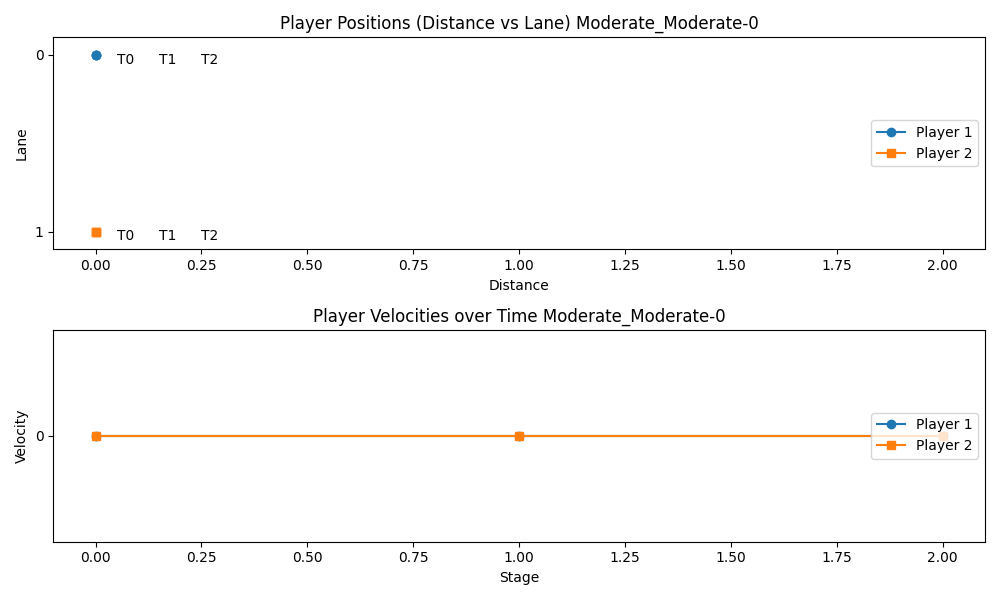 Player Positions (Distance vs Lane) Moderate_Moderate-0
0
T0 T1 T2
Lane
Player 1
Player 2
1
T0 T1 T2
0.00 0.25 0.50 0.75 1.00 1.25 1.50 1.75 2.00
Distance
Player Velocities over Time Moderate_Moderate-0
Velocity
0
Player 1
Player 2
0.00 0.25 0.50 0.75 1.00 1.25 1.50 1.75 2.00
Stage